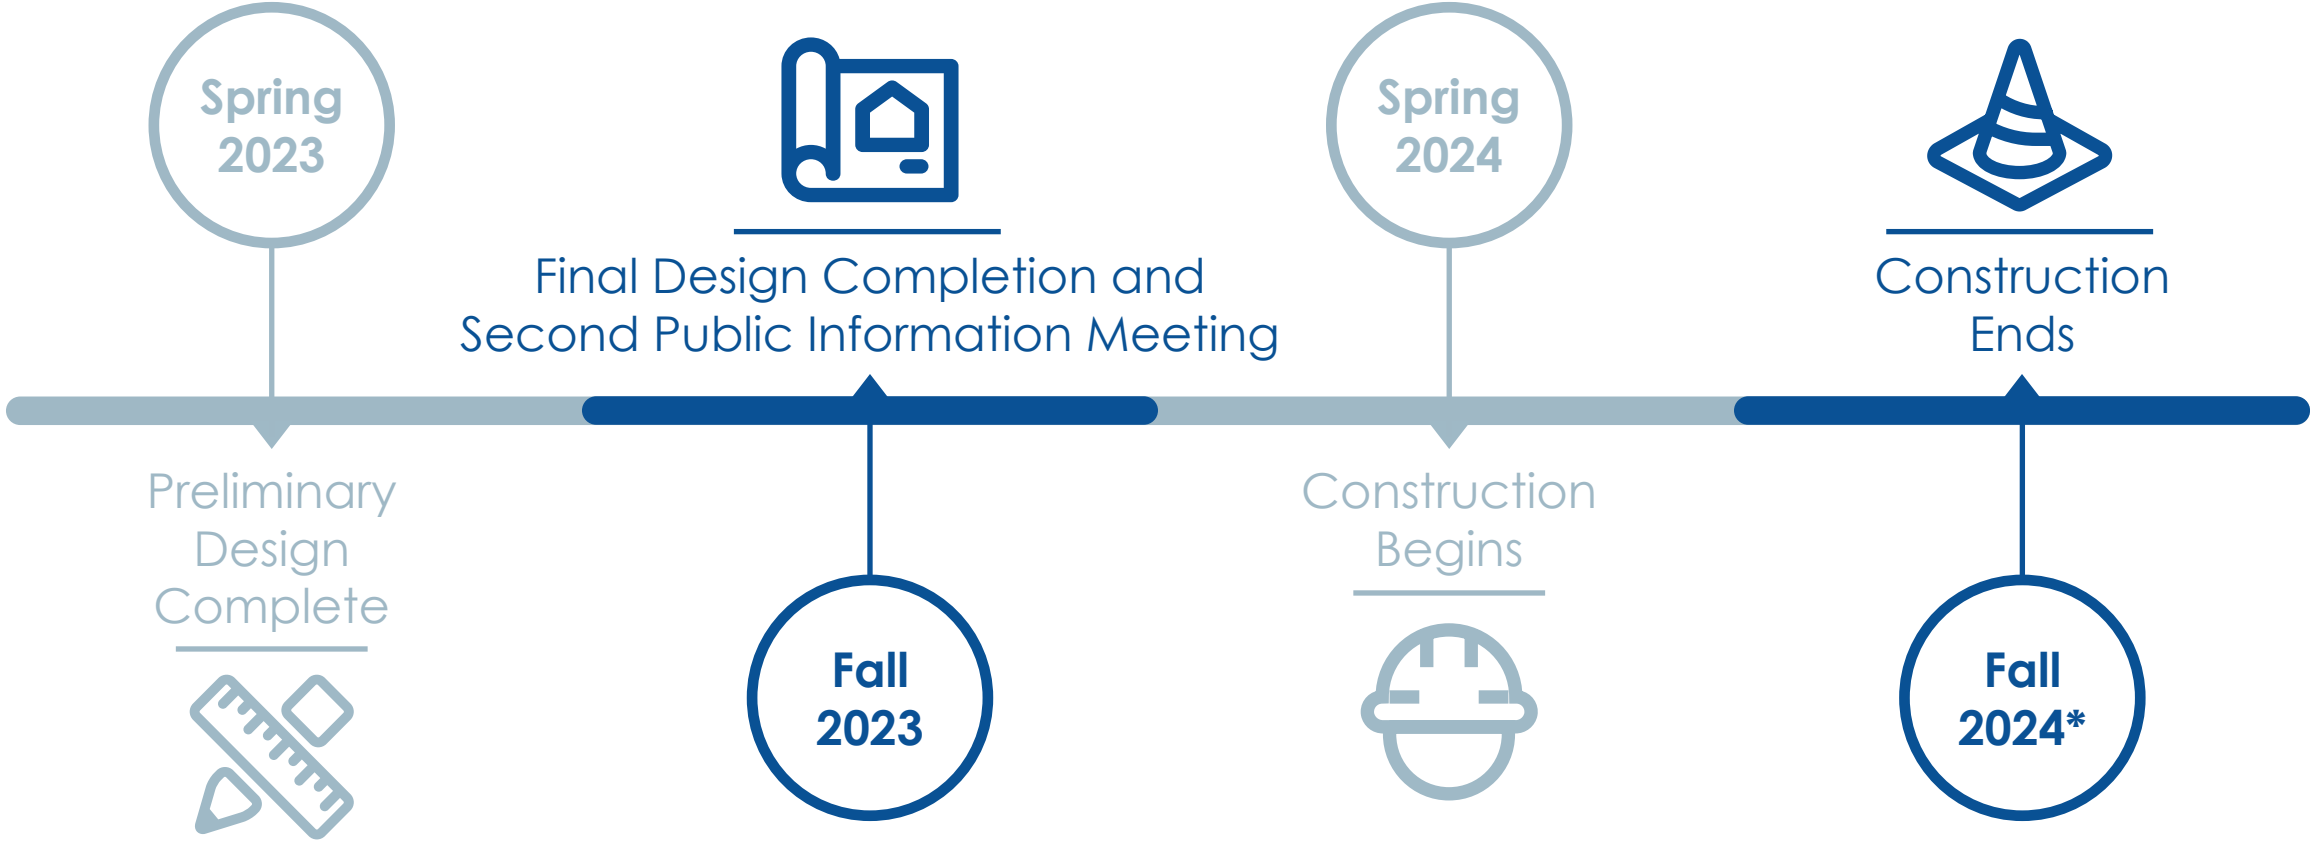 Spring
2023
Preliminary
Design
Complete
Final Design Completion and
Second Public Information Meeting
Fall
2023
Spring
2024
Construction
Begins
Construction
Ends
Fall
2024*